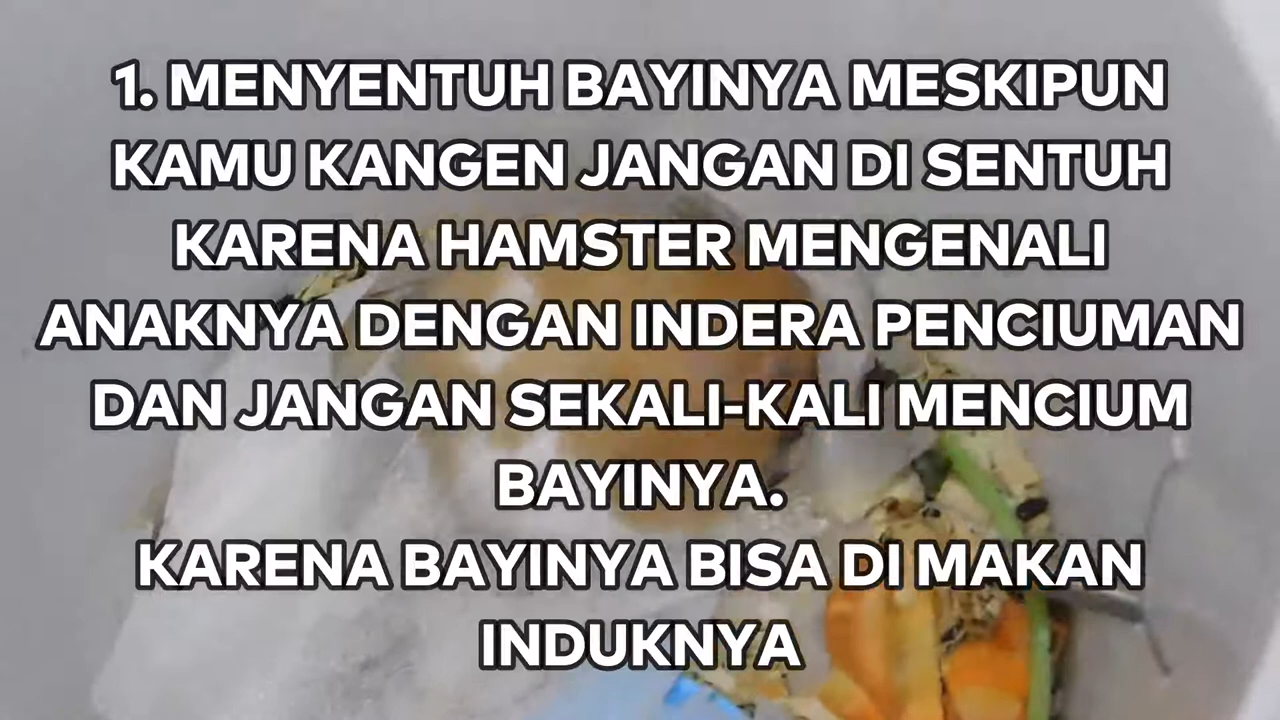 1. MENYENTUH BAYINYA MESKIPUN
KAMU KANGEN JANGAN DI SENTUH
KARENA HAMSTER MENGENALI
ANAKNYA DENGAN INDERA PENCIUMAN
DAN JANGAN SEKALI-KALI MENCIUM
BAYINYA.
KARENA BAYINYA BISA DI MAKAN
INDUKNYA